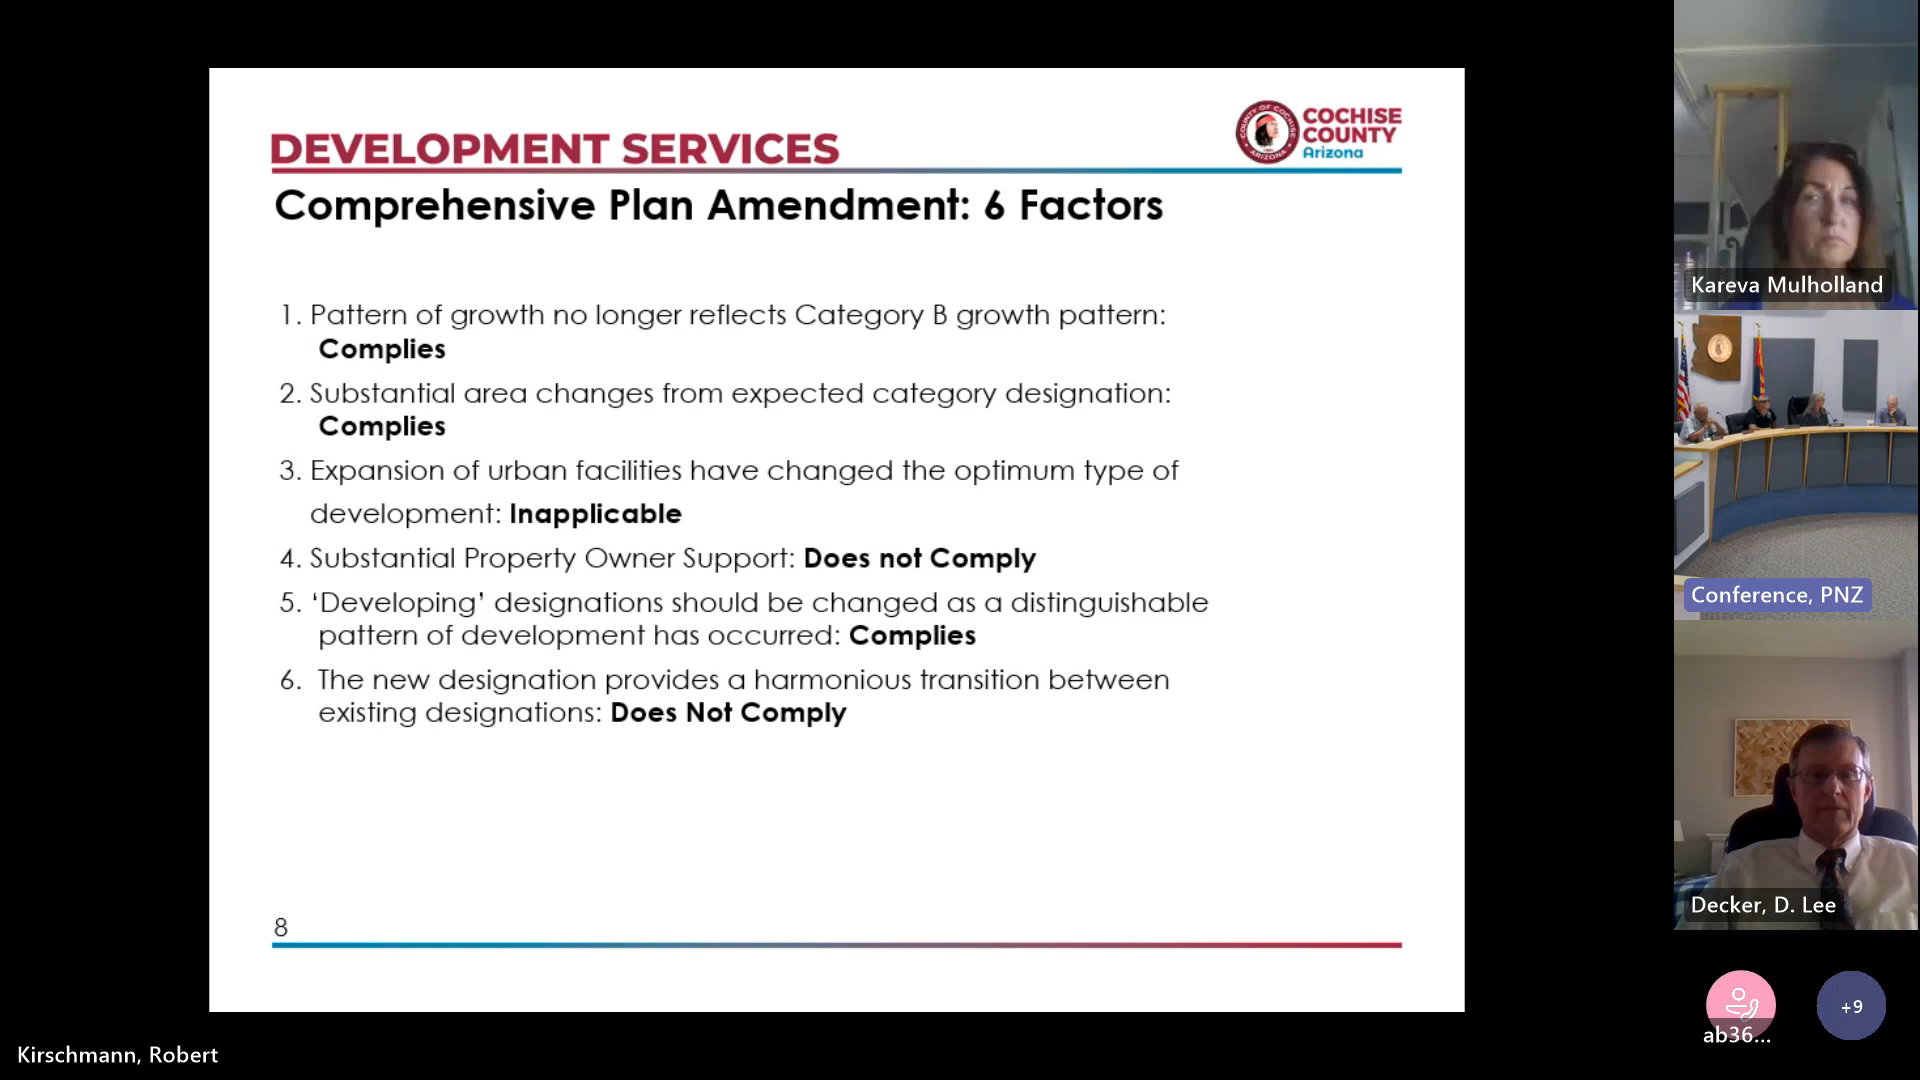 DEVELOPMENT SERVICES
COUNTY OF COCHISE
ARIZONA
COCHISE
COUNTY
Arizona
Comprehensive Plan Amendment: 6 Factors
1. Pattern of growth no longer reflects Category B growth pattern:
Complies
2. Substantial area changes from expected category designation:
Complies
3. Expansion of urban facilities have changed the optimum type of
development: Inapplicable
4. Substantial Property Owner Support: Does not Comply
5. ‘Developing’ designations should be changed as a distinguishable
pattern of development has occurred: Complies
6. The new designation provides a harmonious transition between
existing designations: Does Not Comply
8
Kirschmann, Robert
Kareva Mulholland
Conference, PNZ
Decker, D. Lee
ab36...
+9